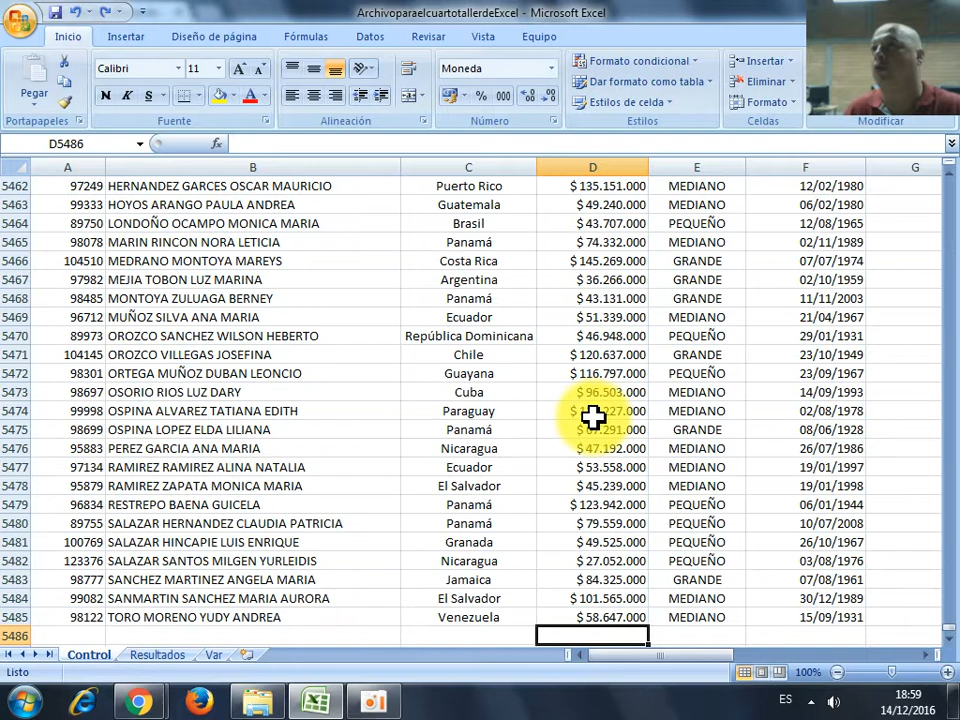 ArchivoparaelcuartotallerdeExcel - Microsoft Excel
Inicio Insertar Diseño de página Fórmulas Datos Revisar Vista Equipo
Pegar Calibri 11 Moneda Formato condicional Insertar
N K S % 000 Dar formato como tabla Eliminar
Estilos de celda Formato
Portapapeles Fuente Alineación Número Estilos Celdas Modificar
D5486 fx
A B C D E F G
5462 97249 HERNANDEZ GARCES OSCAR MAURICIO Puerto Rico $ 135.151.000 MEDIANO 12/02/1980
5463 99333 HOYOS ARANGO PAULA ANDREA Guatemala $ 49.240.000 MEDIANO 06/02/1980
5464 89750 LONDOÑO OCAMPO MONICA MARIA Brasil $ 43.707.000 PEQUEÑO 12/08/1965
5465 98078 MARIN RINCON NORA LETICIA Panamá $ 74.332.000 MEDIANO 02/11/1989
5466 104510 MEDRANO MONTOYA MAREYS Costa Rica $ 145.269.000 GRANDE 07/07/1974
5467 97982 MEJIA TOBON LUZ MARINA Argentina $ 36.266.000 GRANDE 02/10/1959
5468 98485 MONTOYA ZULUAGA BERNEY Panamá $ 43.131.000 GRANDE 11/11/2003
5469 96712 MUÑOZ SILVA ANA MARIA Ecuador $ 51.339.000 MEDIANO 21/04/1967
5470 89973 OROZCO SANCHEZ WILSON HEBERTO República Dominicana $ 46.948.000 PEQUEÑO 29/01/1931
5471 104145 OROZCO VILLEGAS JOSEFINA Chile $ 120.637.000 GRANDE 23/10/1949
5472 98301 ORTEGA MUÑOZ DUBAN LEONCIO Guayana $ 116.797.000 PEQUEÑO 23/09/1967
5473 98697 OSORIO RIOS LUZ DARY Cuba $ 96.503.000 MEDIANO 14/09/1993
5474 99998 OSPINA ALVAREZ TATIANA EDITH Paraguay MEDIANO 02/08/1978
5475 98699 OSPINA LOPEZ ELDA LILIANA Panamá GRANDE 08/06/1928
5476 95883 PEREZ GARCIA ANA MARIA Nicaragua $ 47.192.000 MEDIANO 26/07/1986
5477 97134 RAMIREZ RAMIREZ ALINA NATALIA Ecuador $ 53.558.000 MEDIANO 19/01/1997
5478 95879 RAMIREZ ZAPATA MONICA MARIA El Salvador $ 45.239.000 MEDIANO 19/01/1998
5479 96834 RESTREPO BAENA GUICELA Panamá $ 123.942.000 PEQUEÑO 06/01/1944
5480 89755 SALAZAR HERNANDEZ CLAUDIA PATRICIA Panamá $ 79.559.000 PEQUEÑO 10/07/2008
5481 100769 SALAZAR HINCAPIE LUIS ENRIQUE Granada $ 49.525.000 PEQUEÑO 26/10/1967
5482 123376 SALAZAR SANTOS MILGEN YURLEIDIS Nicaragua $ 27.052.000 PEQUEÑO 03/08/1976
5483 98777 SANCHEZ MARTINEZ ANGELA MARIA Jamaica $ 84.325.000 GRANDE 07/08/1961
5484 99082 SANMARTIN SANCHEZ MARIA AURORA El Salvador $ 101.565.000 MEDIANO 30/12/1989
5485 98122 TORO MORENO YUDY ANDREA Venezuela $ 58.647.000 MEDIANO 15/09/1931
5486
Control Resultados Var
Listo 100%
ES 18:59
14/12/2016